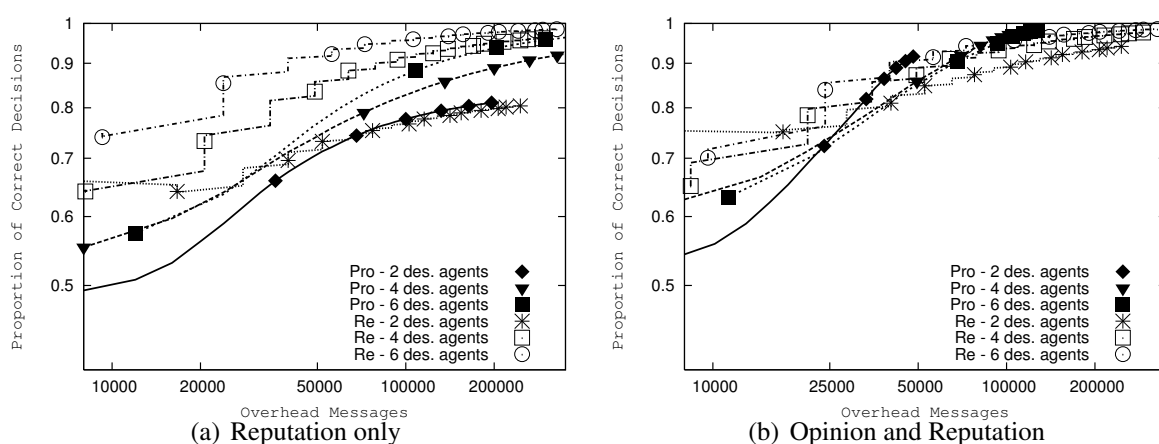 1
0.9
0.8
0.7
0.6
0.5
Proportion of Correct Decisions
Pro - 2 des. agents
Pro - 4 des. agents
Pro - 6 des. agents
Re - 2 des. agents
Re - 4 des. agents
Re - 6 des. agents
10000 20000 50000 100000 200000
Overhead Messages
(a) Reputation only
1
0.9
0.8
0.7
0.6
0.5
Proportion of Correct Decisions
Pro - 2 des. agents
Pro - 4 des. agents
Pro - 6 des. agents
Re - 2 des. agents
Re - 4 des. agents
Re - 6 des. agents
10000 25000 50000 100000 200000
Overhead Messages
(b) Opinion and Reputation